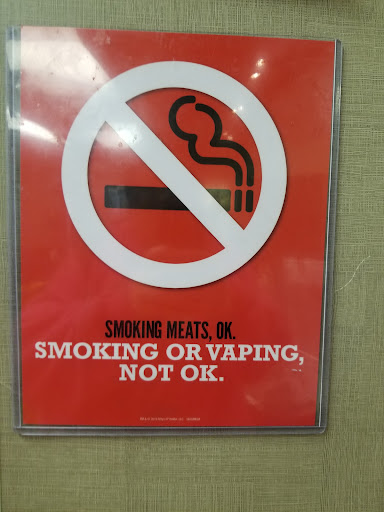 SMOKING MEATS, OK.
SMOKING OR VAPING,
NOT OK.